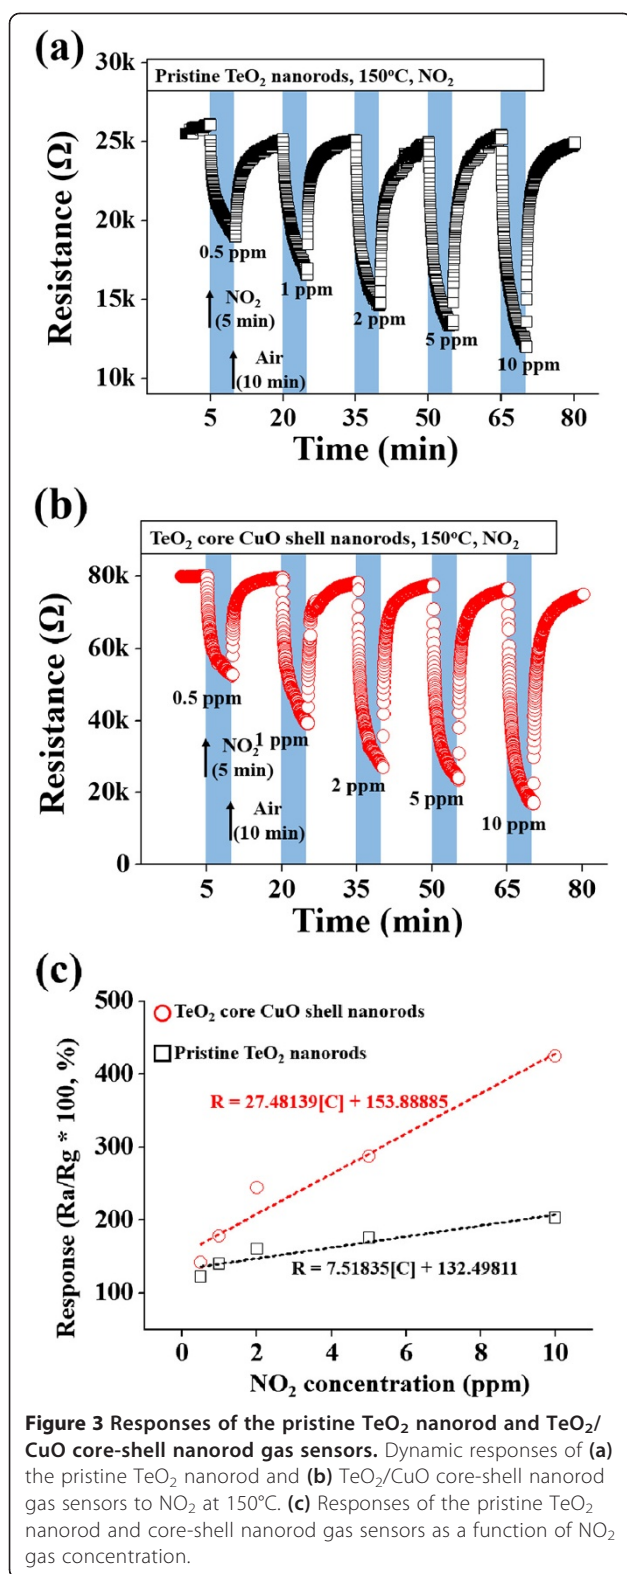 (a)
30k
Pristine TeO₂ nanorods, 150°C, NO₂
25k
20k
15k
10k
Resistance (Ω)
0.5 ppm
1 ppm
2 ppm
5 ppm
10 ppm
NO₂
(5 min)
Air
(10 min)
5 20 35 50 65 80
Time (min)
(b)
TeO₂ core CuO shell nanorods, 150°C, NO₂
80k
60k
40k
20k
0
Resistance (Ω)
0.5 ppm
1 ppm
2 ppm
5 ppm
10 ppm
NO₂
(5 min)
Air
(10 min)
5 20 35 50 65 80
Time (min)
(c)
500
400
300
200
100
Response (Ra/Rg * 100, %)
TeO₂ core CuO shell nanorods
Pristine TeO₂ nanorods
R = 27.48139[C] + 153.88885
R = 7.51835[C] + 132.49811
0 2 4 6 8 10
NO₂ concentration (ppm)
Figure 3 Responses of the pristine TeO₂ nanorod and TeO₂/
CuO core-shell nanorod gas sensors. Dynamic responses of (a)
the pristine TeO₂ nanorod and (b) TeO₂/CuO core-shell nanorod
gas sensors to NO₂ at 150°C. (c) Responses of the pristine TeO₂
nanorod and core-shell nanorod gas sensors as a function of NO₂
gas concentration.